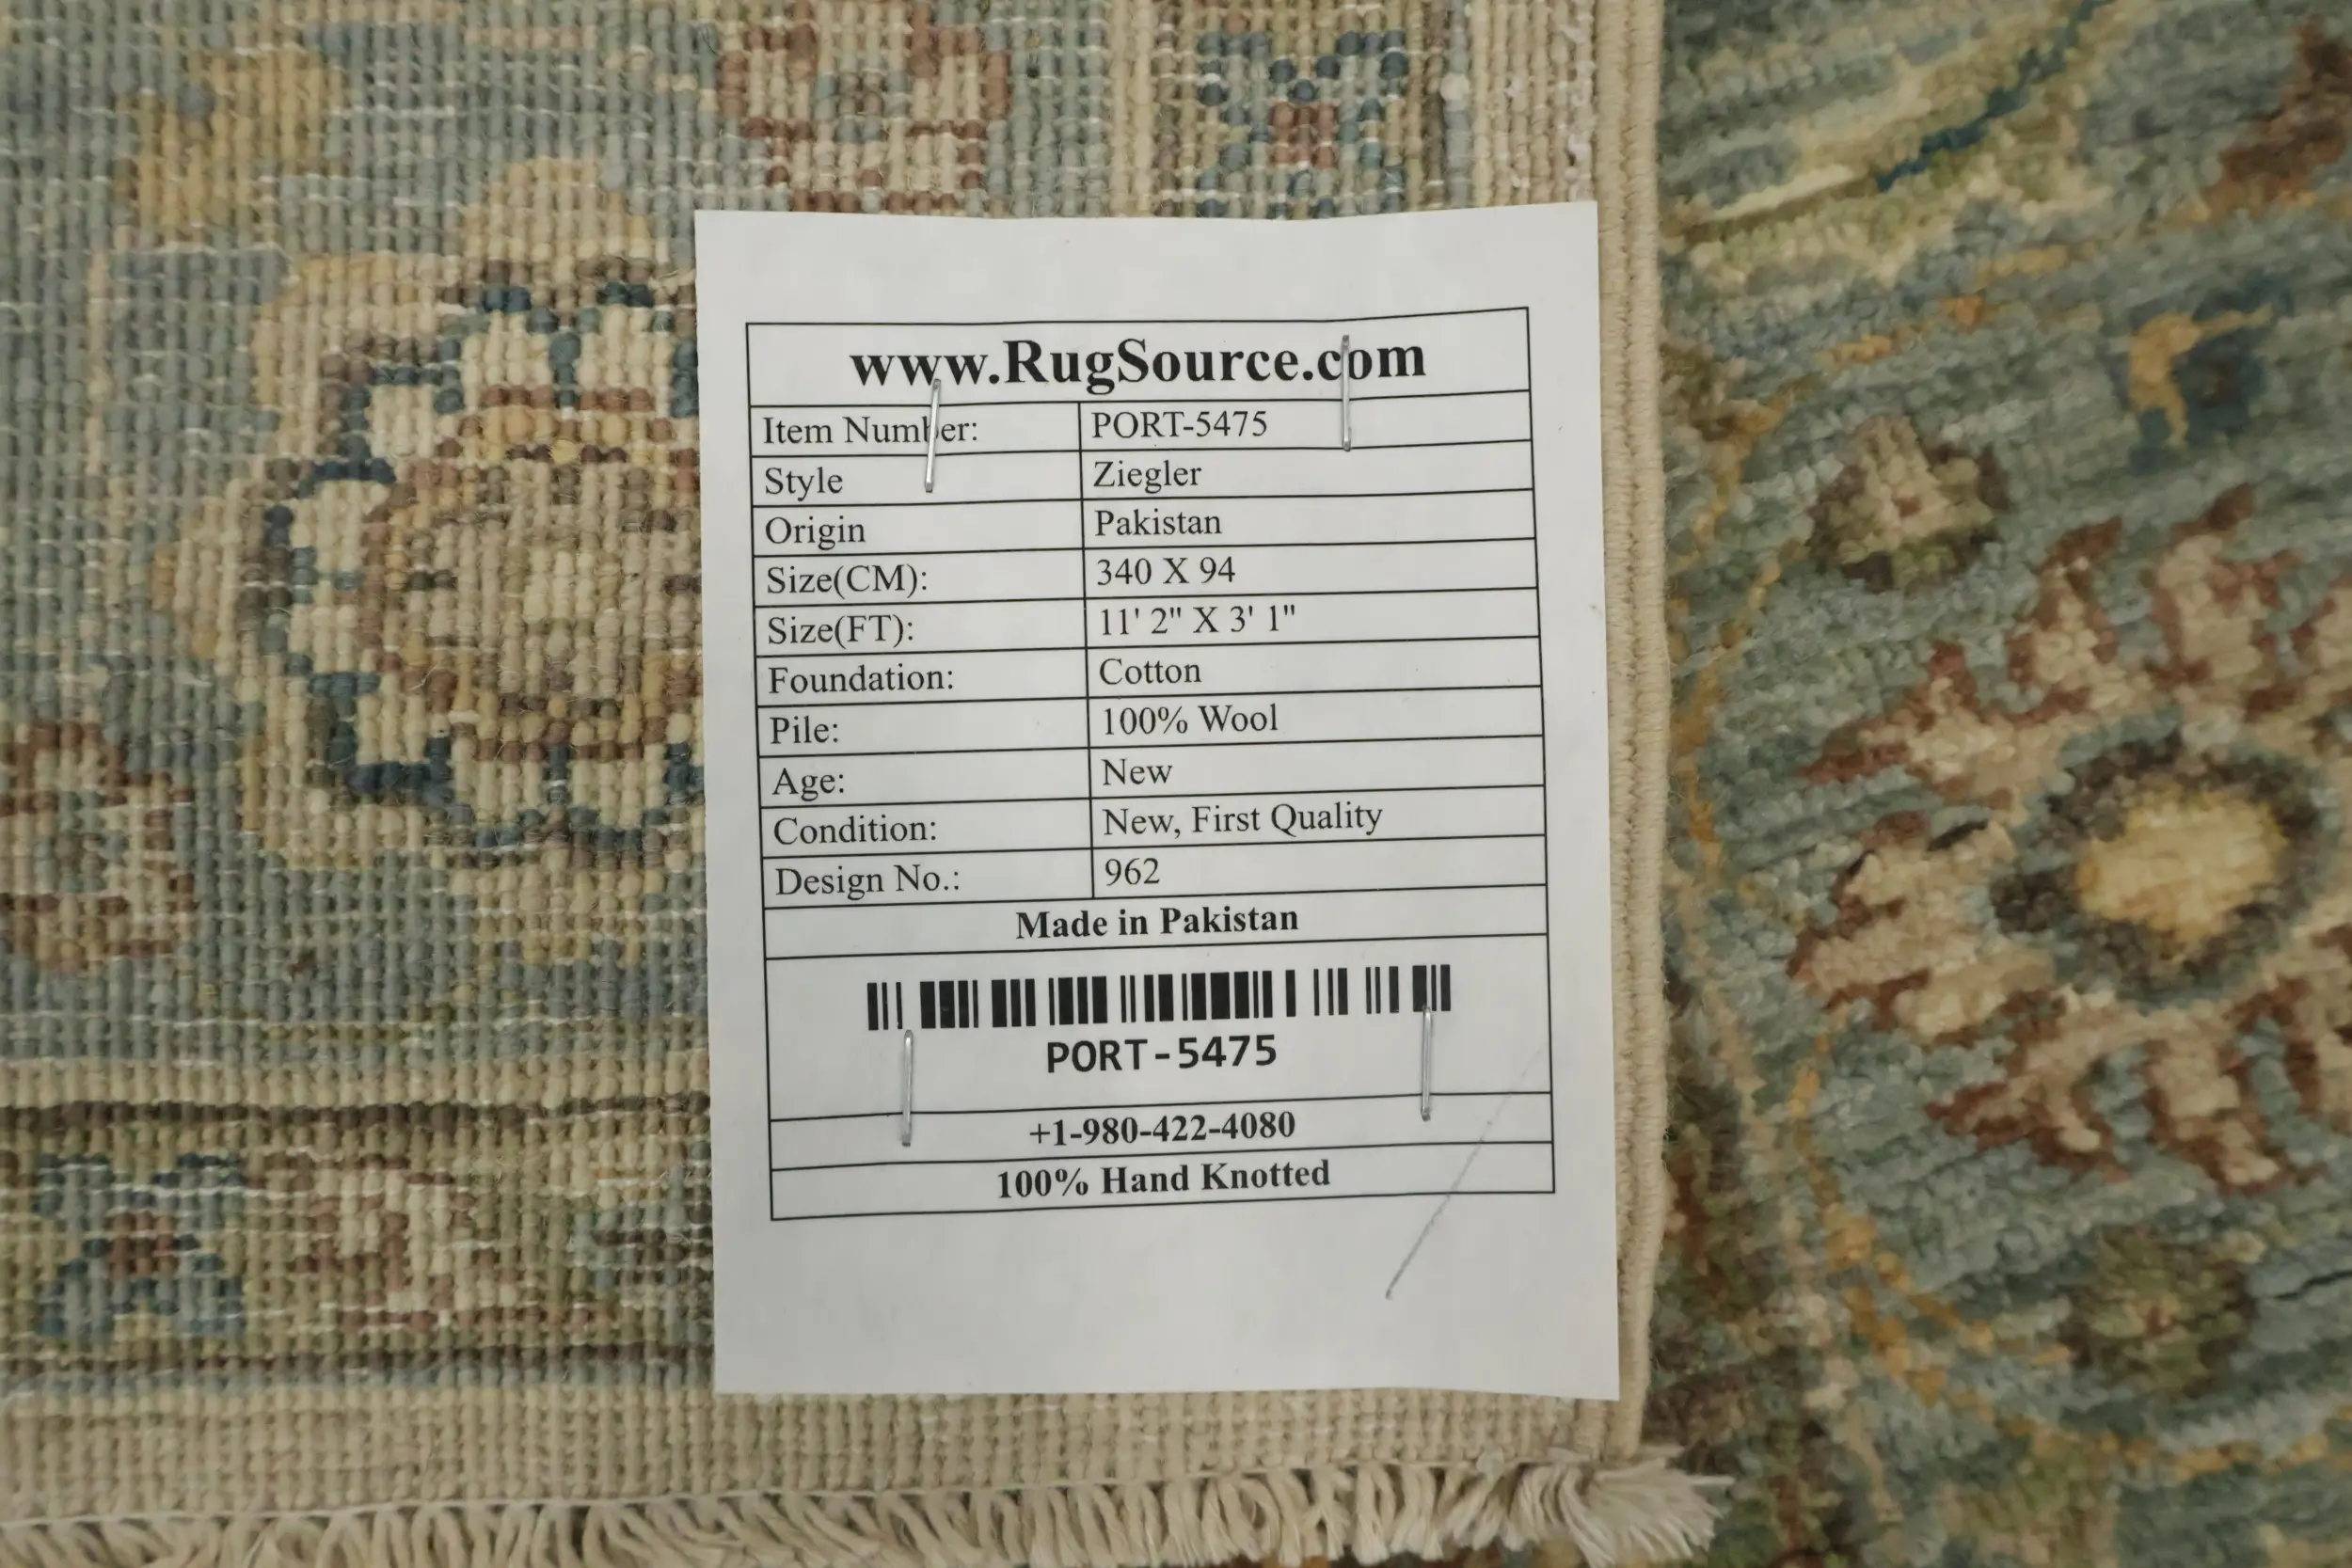 www.RugSource.com
Item Number: PORT-5475
Style Ziegler
Origin Pakistan
Size(CM): 340 X 94
Size(FT): 11' 2" X 3' 1"
Foundation: Cotton
Pile: 100% Wool
Age: New
Condition: New, First Quality
Design No.: 962
Made in Pakistan
PORT-5475
+1-980-422-4080
100% Hand Knotted